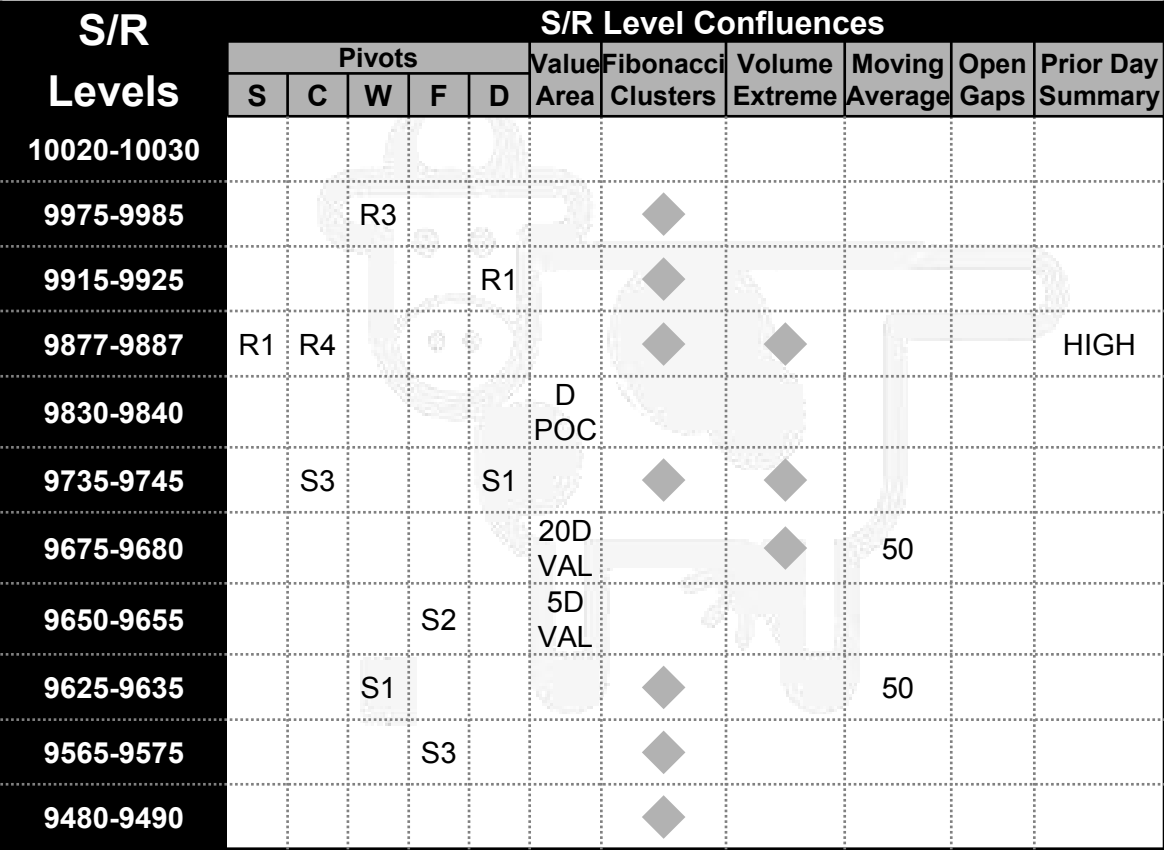 S/R Levels
S/R Level Confluences
Pivots
Value Area
Fibonacci Clusters
Volume Extreme
Moving Average
Open Gaps
Prior Day Summary
S C W F D
10020-10030
9975-9985 R3
9915-9925 R1
9877-9887 R1 R4 HIGH
9830-9840 D POC
9735-9745 S3 S1
9675-9680 20D VAL 50
9650-9655 S2 5D VAL
9625-9635 S1 50
9565-9575 S3
9480-9490